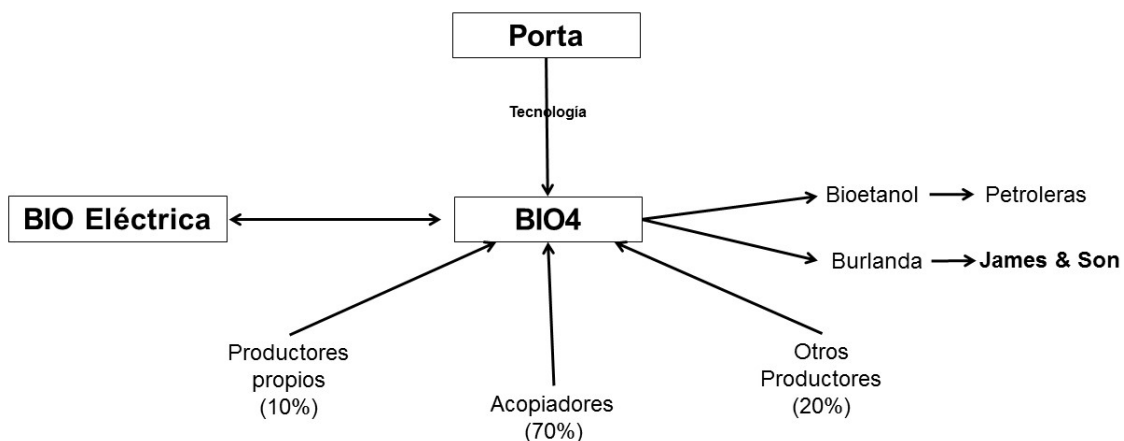 Porta
Tecnología
BIO Eléctrica
BIO4
Bioetanol
Petroleras
Burlanda
James & Son
Productores
propios
(10%)
Acopiadores
(70%)
Otros
Productores
(20%)